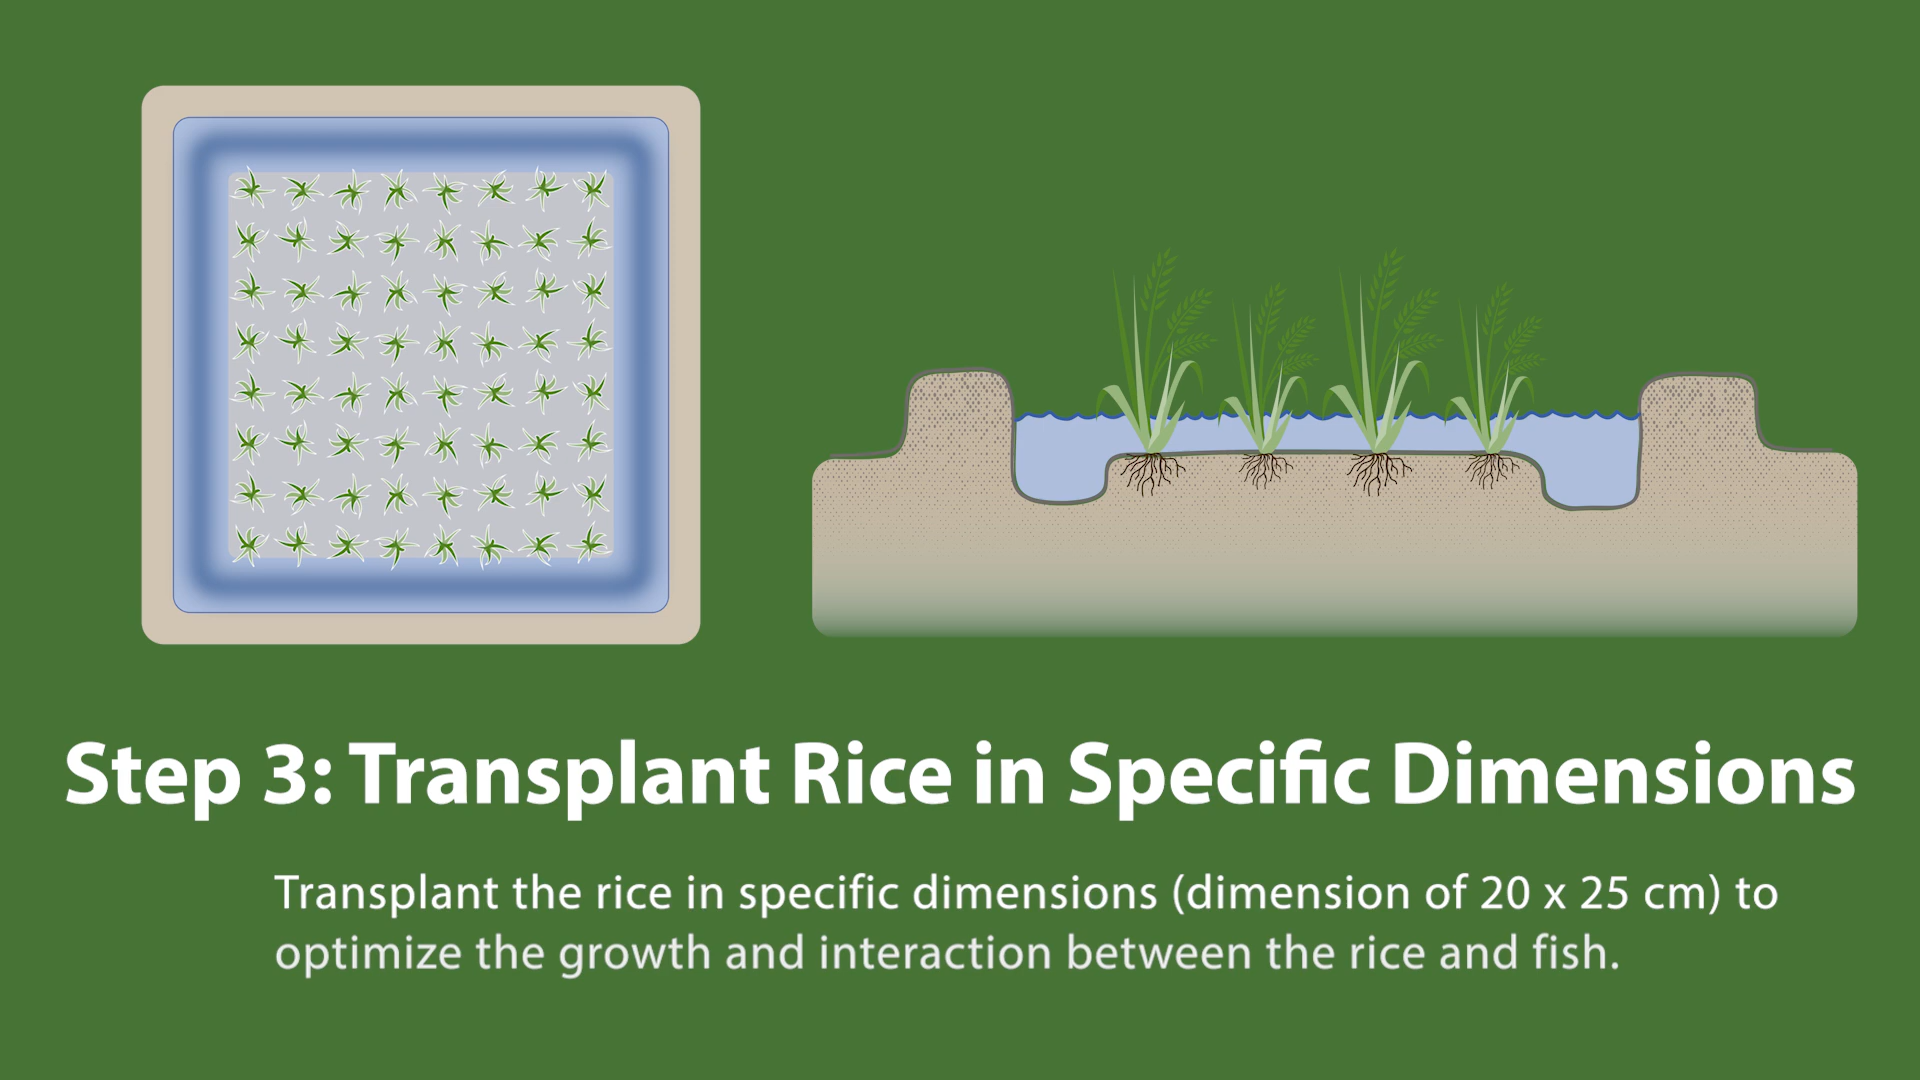 Step 3: Transplant Rice in Specific Dimensions
Transplant the rice in specific dimensions (dimension of 20 x 25 cm) to
optimize the growth and interaction between the rice and fish.